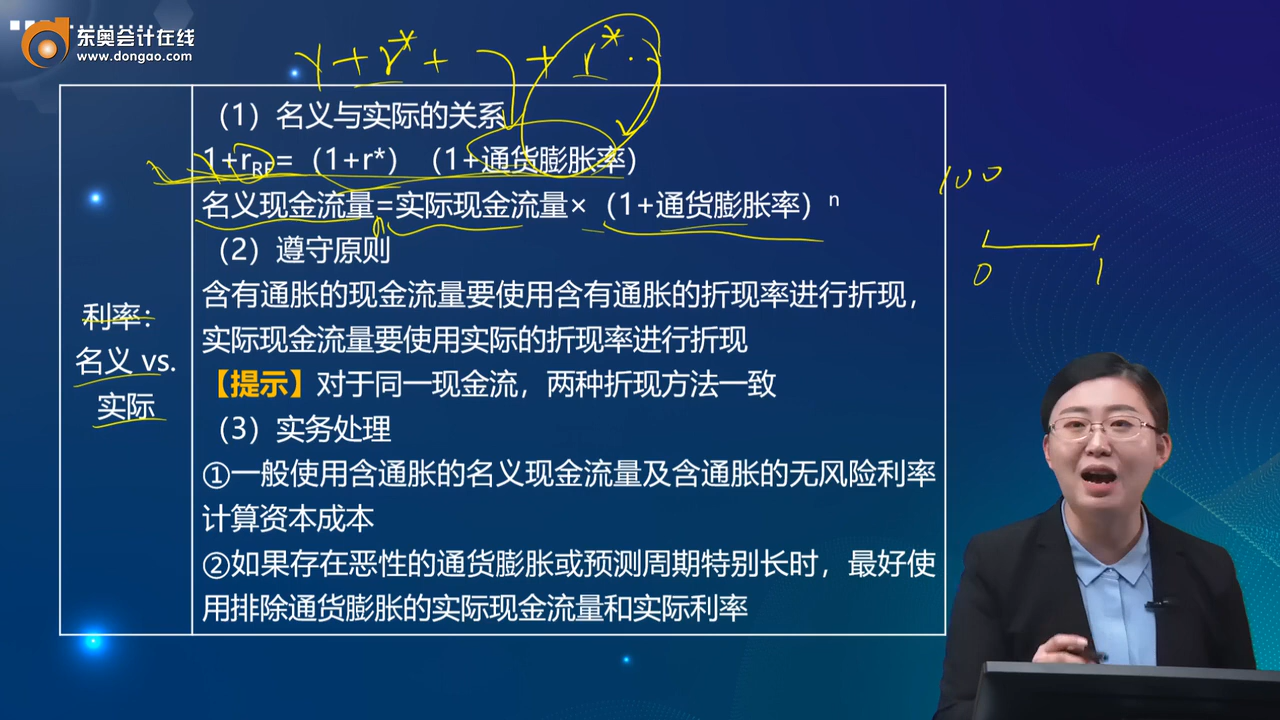 东奥会计在线
www.dongao.com
1+r*+ + r*·
(1)名义与实际的关系
1+rRF=(1+r*)(1+通货膨胀率)
100
名义现金流量=实际现金流量×(1+通货膨胀率)n
(2)遵守原则
0 1
含有通胀的现金流量要使用含有通胀的折现率进行折现,
利率:
名义 vs.
实际
实际现金流量要使用实际的折现率进行折现
【提示】对于同一现金流,两种折现方法一致
(3)实务处理
①一般使用含通胀的名义现金流量及含通胀的无风险利率
计算资本成本
②如果存在恶性的通货膨胀或预测周期特别长时,最好使
用排除通货膨胀的实际现金流量和实际利率